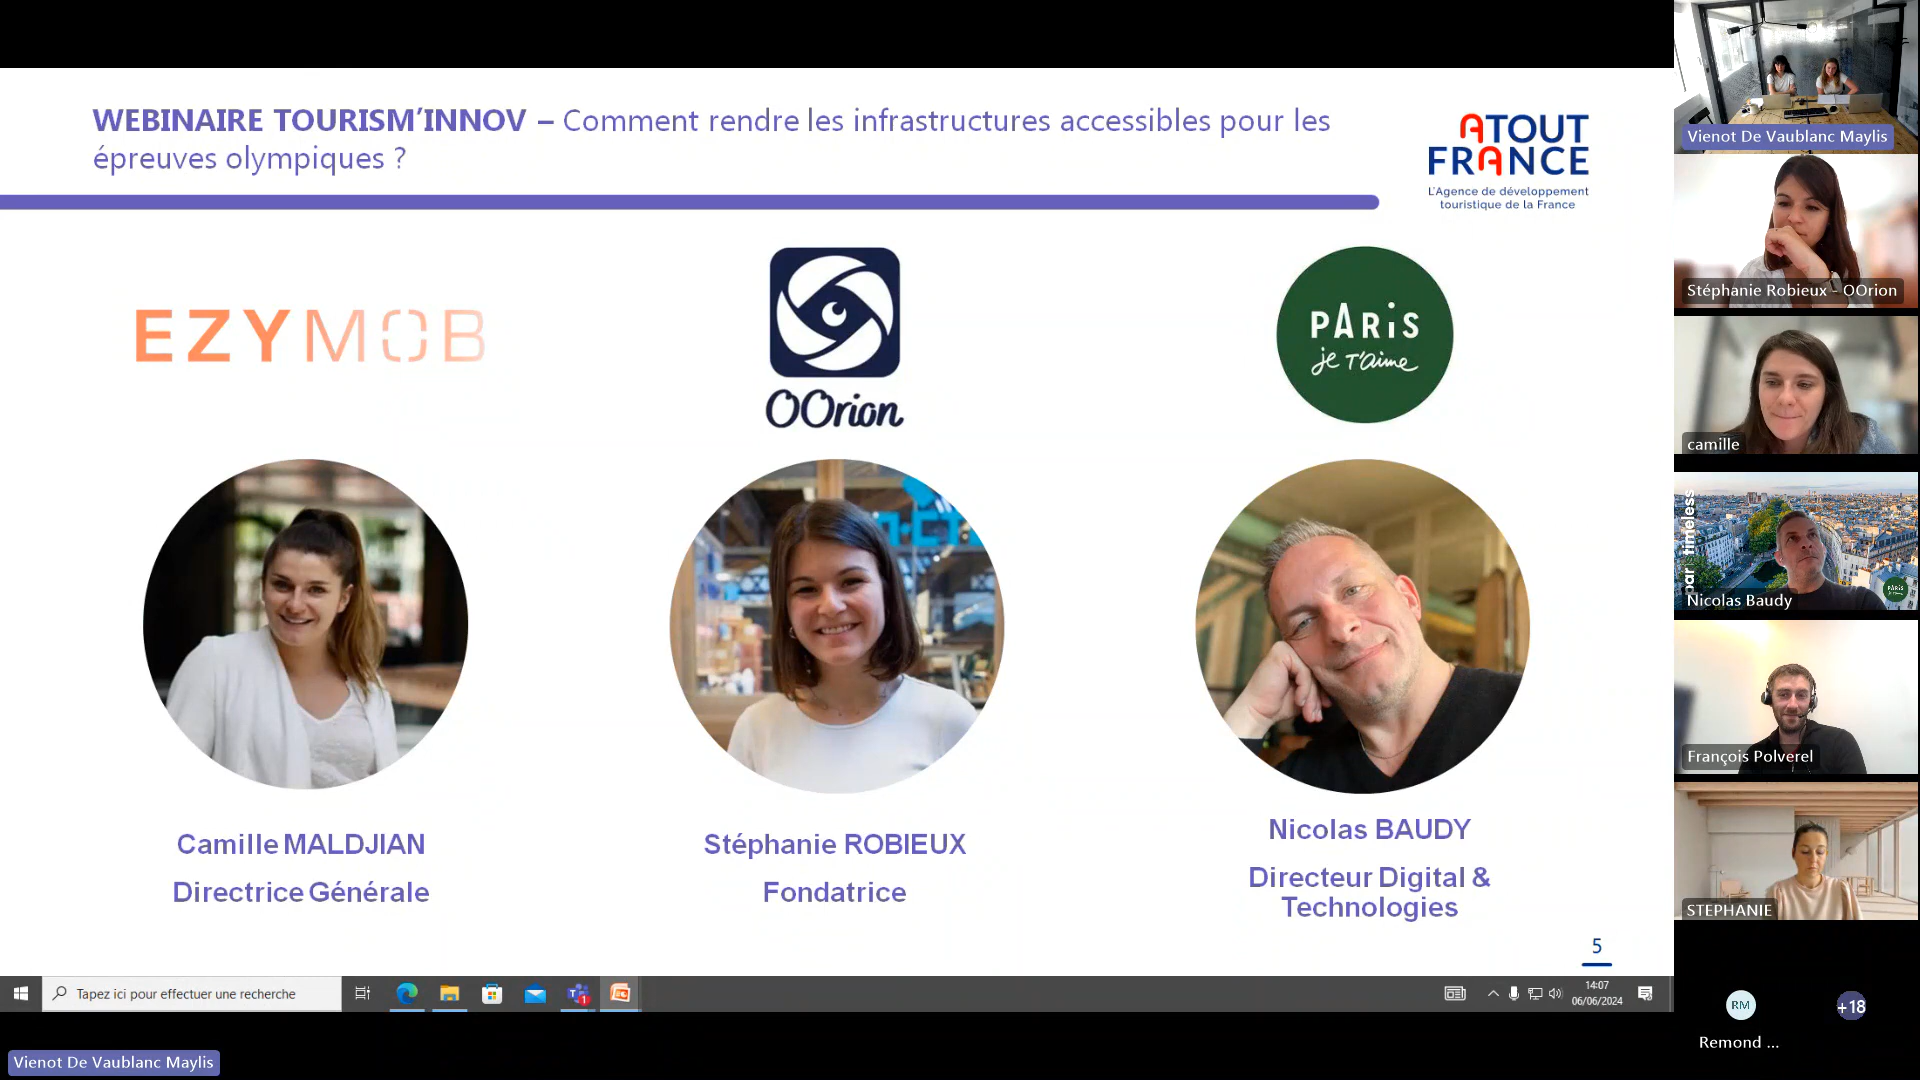 WEBINAIRE TOURISM'INNOV – Comment rendre les infrastructures accessibles pour les
épreuves olympiques ?
ATOUT
FRANCE
L'Agence de développement
touristique de la France
EZYMOB
OOrion
PARIS
je t'aime
Camille MALDJIAN
Directrice Générale
Stéphanie ROBIEUX
Fondatrice
Nicolas BAUDY
Directeur Digital &
Technologies
5
Tapez ici pour effectuer une recherche
1
14:07
06/06/2024
Vienot De Vaublanc Maylis
Vienot De Vaublanc Maylis
Stéphanie Robieux - OOrion
camille
timeless
PARIS
Nicolas Baudy
François Polverel
STEPHANIE
RM
+18
Remond ...